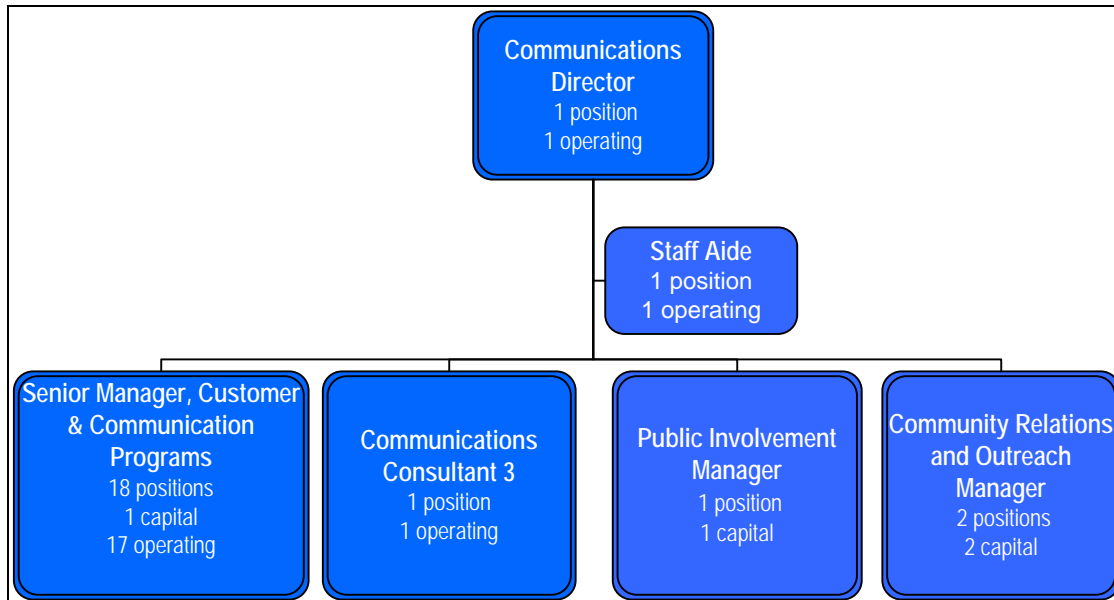 Communications
Director
1 position
1 operating
Staff Aide
1 position
1 operating
Senior Manager, Customer
& Communication
Programs
18 positions
1 capital
17 operating
Communications
Consultant 3
1 position
1 operating
Public Involvement
Manager
1 position
1 capital
Community Relations
and Outreach
Manager
2 positions
2 capital